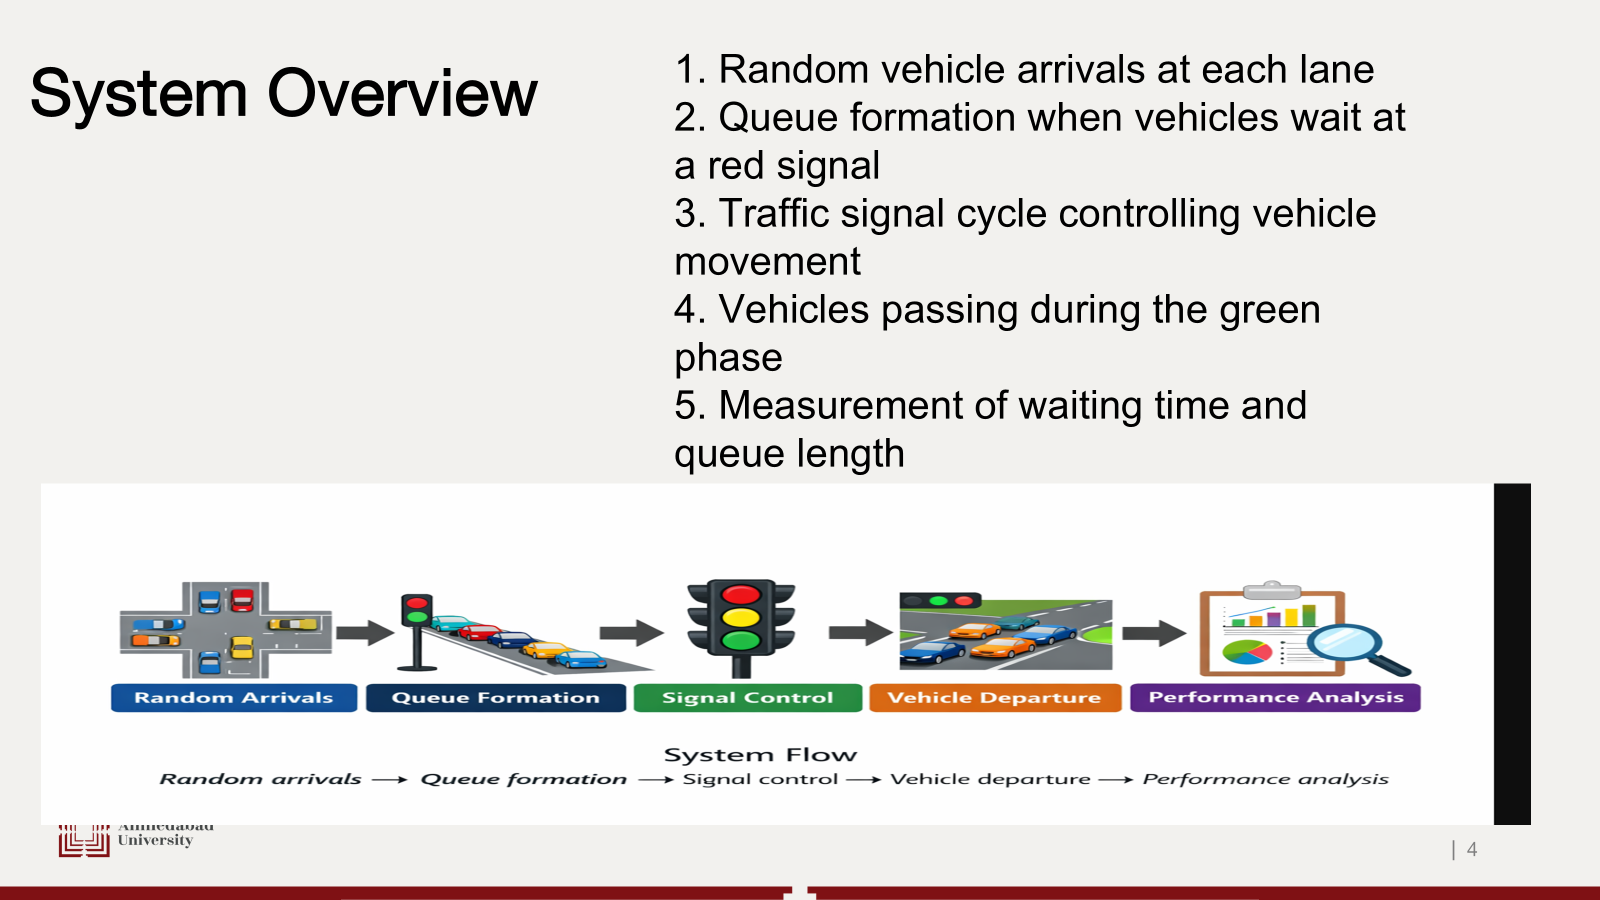 System Overview
1. Random vehicle arrivals at each lane
2. Queue formation when vehicles wait at
a red signal
3. Traffic signal cycle controlling vehicle
movement
4. Vehicles passing during the green
phase
5. Measurement of waiting time and
queue length
Random Arrivals
Queue Formation
Signal Control
Vehicle Departure
Performance Analysis
System Flow
Random arrivals → Queue formation → Signal control → Vehicle departure → Performance analysis
Ahmedabad
University
| 4